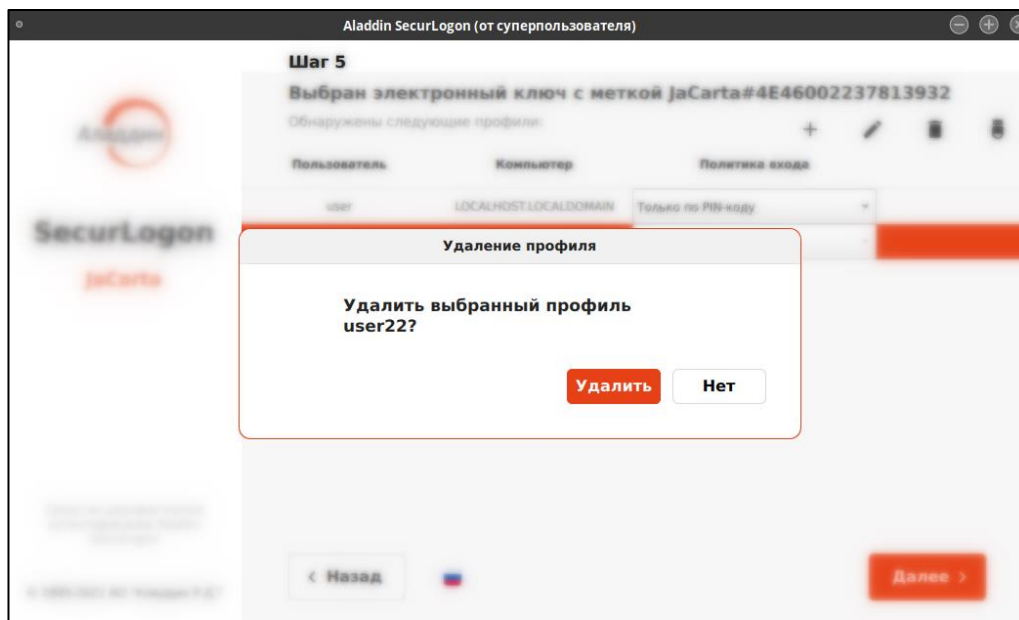 Aladdin SecurLogon (от суперпользователя)
Шаг 5
Выбран электронный ключ с меткой JaCarta#4E46002237813932
Обнаружены следующие профили:
Пользователь Компьютер Политика входа
user LOCALHOST.LOCALDOMAIN Только по PIN-коду
Аладдин
SecurLogon
JaCarta
Удаление профиля
Удалить выбранный профиль
user22?
Удалить Нет
Назад
Далее